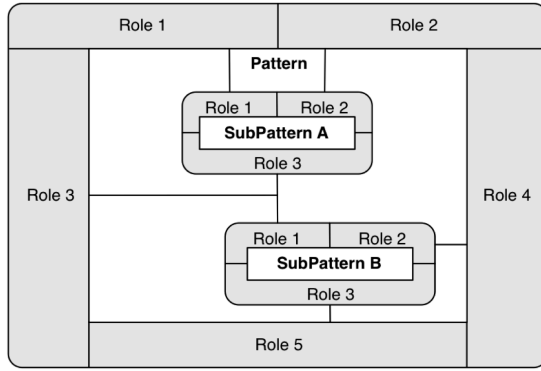 Role 1
Role 2
Pattern
Role 1
Role 2
SubPattern A
Role 3
Role 3
Role 4
Role 1
Role 2
SubPattern B
Role 3
Role 5